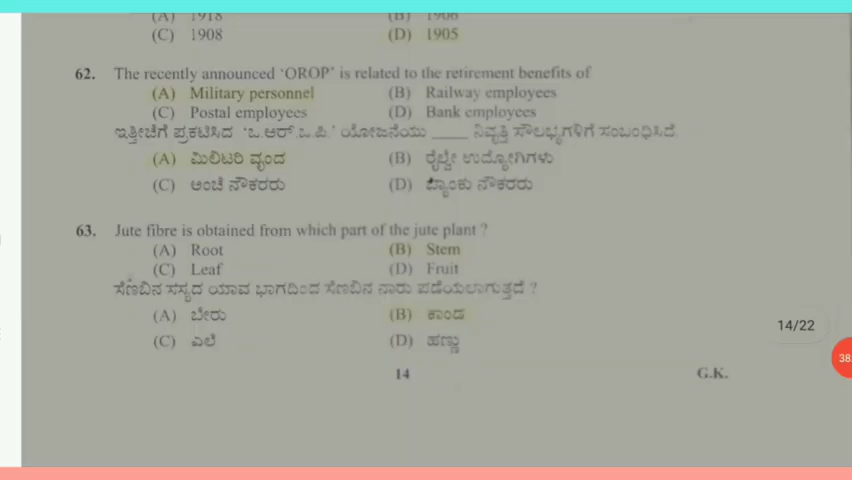 (A) 1918 (B) 1906
(C) 1908 (D) 1905
62. The recently announced ‘OROP’ is related to the retirement benefits of
(A) Military personnel (B) Railway employees
(C) Postal employees (D) Bank employees
ಇತ್ತೀಚೆಗೆ ಪ್ರಕಟಿಸಿದ ‘ಒ.ಆರ್.ಒ.ಪಿ.’ ಯೋಜನೆಯು ____ ನಿವೃತ್ತಿ ಸೌಲಭ್ಯಗಳಿಗೆ ಸಂಬಂಧಿಸಿದೆ.
(A) ಮಿಲಿಟರಿ ವೃಂದ (B) ರೈಲ್ವೇ ಉದ್ಯೋಗಿಗಳು
(C) ಅಂಚೆ ನೌಕರರು (D) ಬ್ಯಾಂಕು ನೌಕರರು
63. Jute fibre is obtained from which part of the jute plant ?
(A) Root (B) Stem
(C) Leaf (D) Fruit
ಸೆಣಬಿನ ಸಸ್ಯದ ಯಾವ ಭಾಗದಿಂದ ಸೆಣಬಿನ ನಾರು ಪಡೆಯಲಾಗುತ್ತದೆ ?
(A) ಬೇರು (B) ಕಾಂಡ
14/22
(C) ಎಲೆ (D) ಹಣ್ಣು
38
14 G.K.